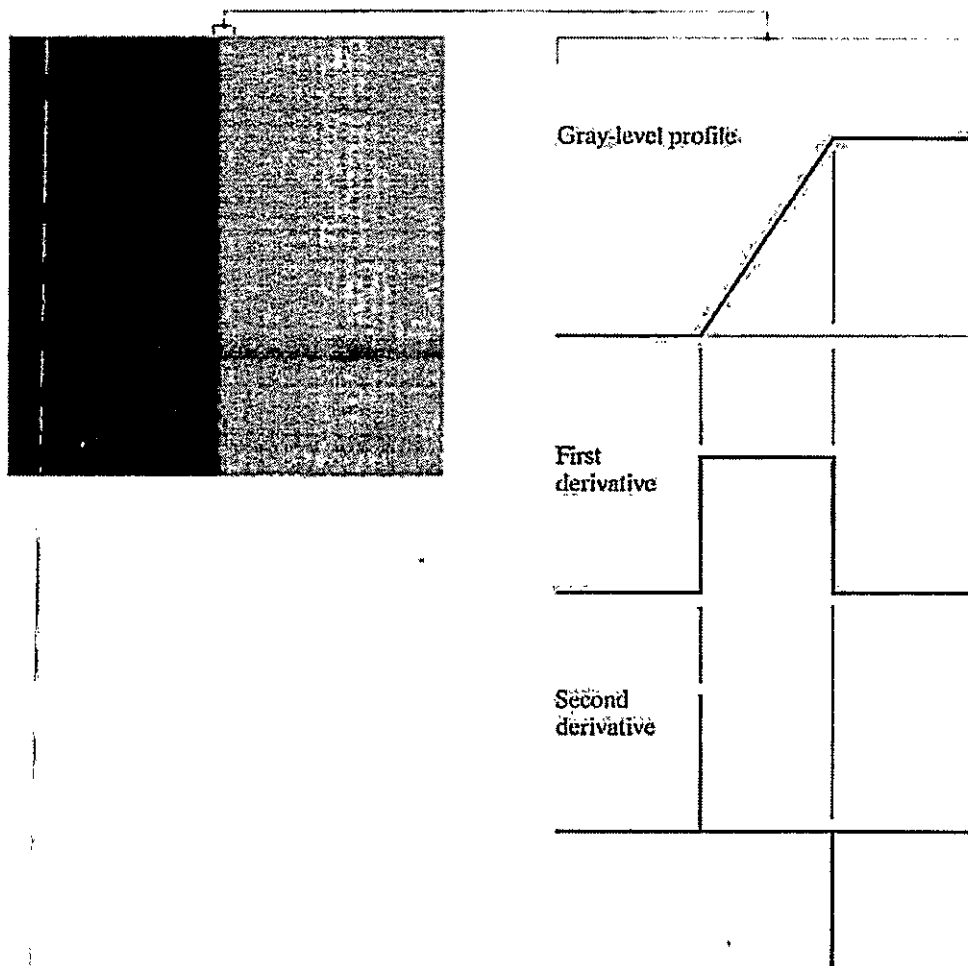 Gray-level profile
First
derivative
Second
derivative